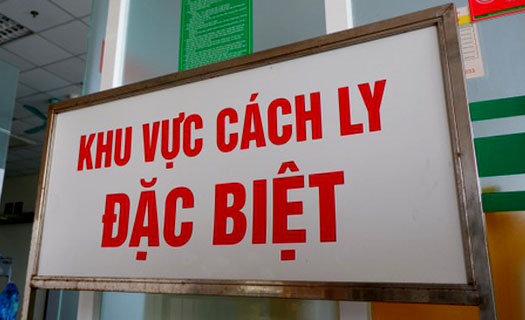 KHU VỰC CÁCH LY
ĐẶC BIỆT